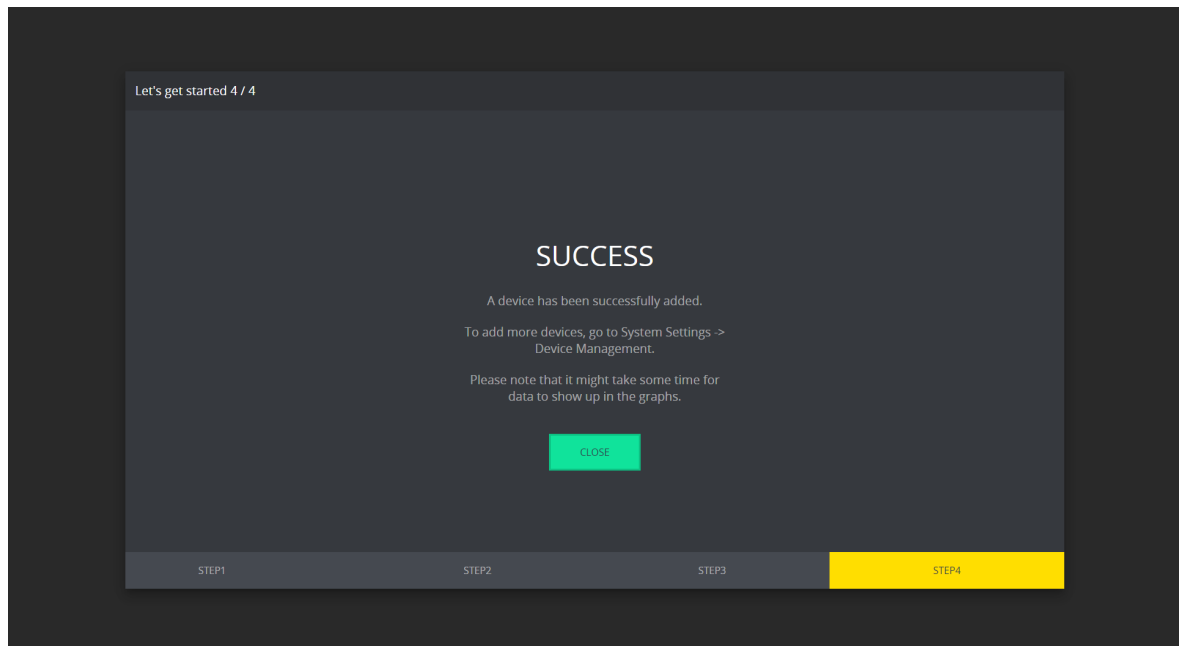 Let's get started 4 / 4
SUCCESS
A device has been successfully added.
To add more devices, go to System Settings ->
Device Management.
Please note that it might take some time for
data to show up in the graphs.
CLOSE
STEP1
STEP2
STEP3
STEP4